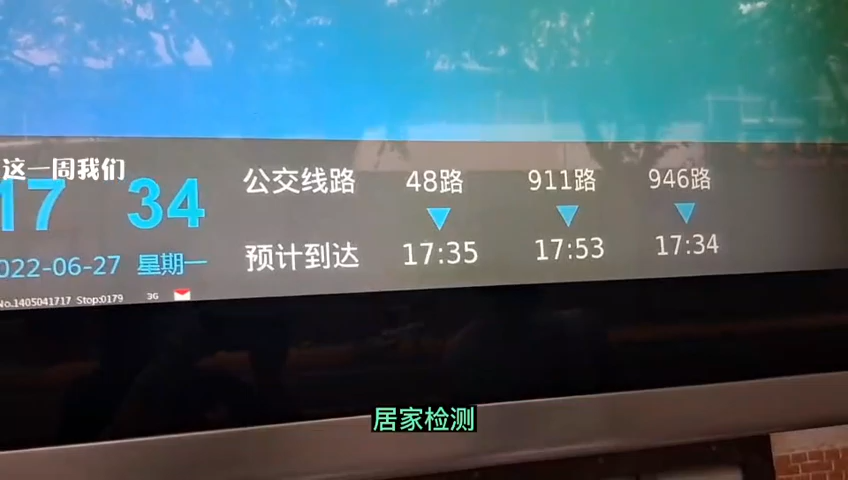 这一周我们
17 34
公交线路 48路 911路 946路
预计到达 17:35 17:53 17:34
2022-06-27 星期一
No.1405041717 Stop:0179 3G
居家检测